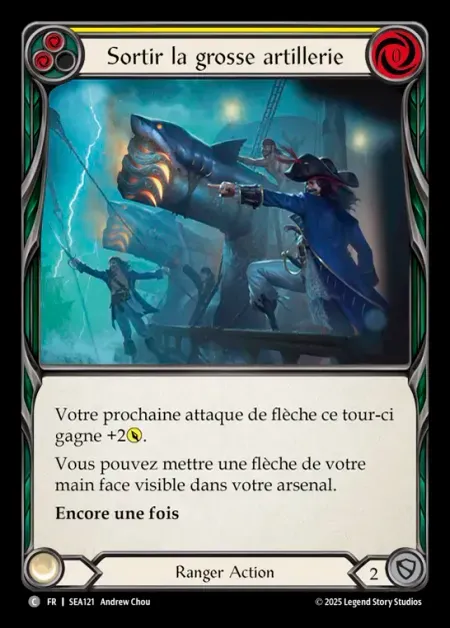 Sortir la grosse artillerie
0
Votre prochaine attaque de flèche ce tour-ci
gagne +2.
Vous pouvez mettre une flèche de votre
main face visible dans votre arsenal.
Encore une fois
Ranger Action
2
C FR | SEA121 Andrew Chou
© 2025 Legend Story Studios